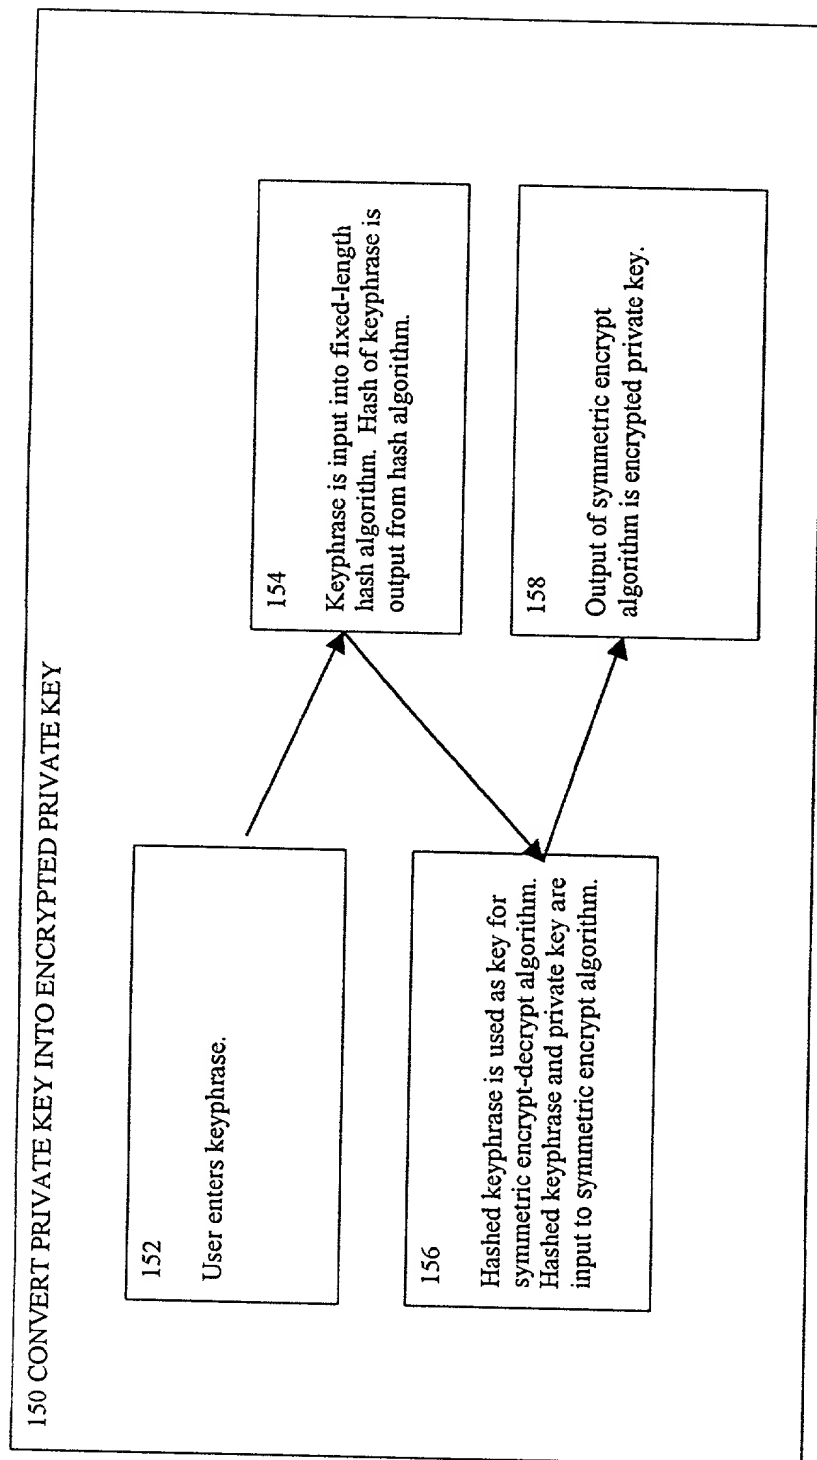 150 CONVERT PRIVATE KEY INTO ENCRYPTED PRIVATE KEY
152
User enters keyphrase.
154
Keyphrase is input into fixed-length
hash algorithm. Hash of keyphrase is
output from hash algorithm.
156
Hashed keyphrase is used as key for
symmetric encrypt-decrypt algorithm.
Hashed keyphrase and private key are
input to symmetric encrypt algorithm.
158
Output of symmetric encrypt
algorithm is encrypted private key.